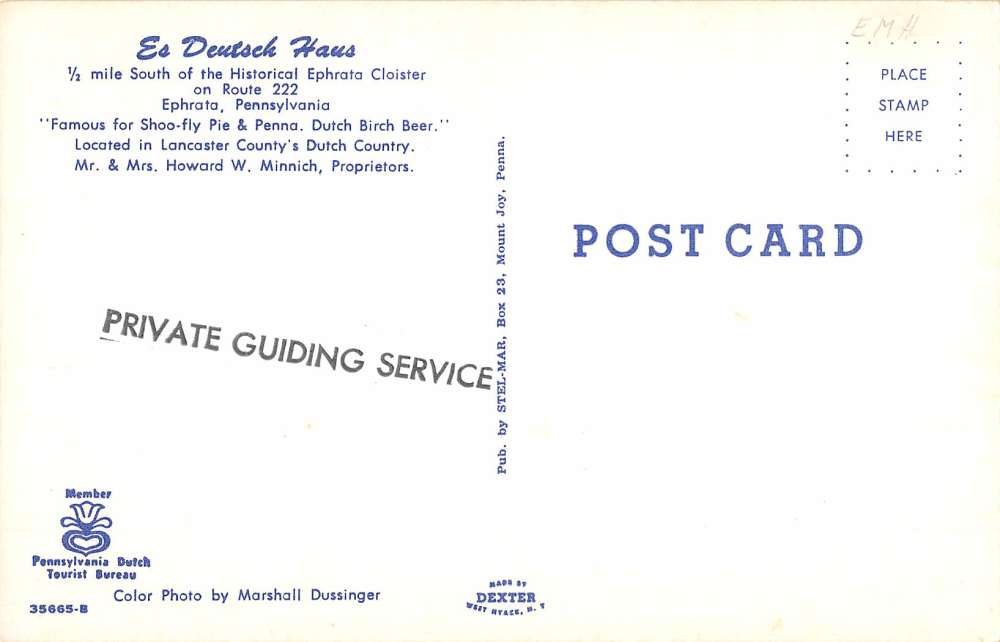 Es Deutsch Haus
½ mile South of the Historical Ephrata Cloister
on Route 222
Ephrata, Pennsylvania
"Famous for Shoo-fly Pie & Penna. Dutch Birch Beer."
Located in Lancaster County's Dutch Country.
Mr. & Mrs. Howard W. Minnich, Proprietors.
PRIVATE GUIDING SERVICE
Member
Pennsylvania Dutch
Tourist Bureau
35665-B
Color Photo by Marshall Dussinger
Pub. by STEL-MAR, Box 23, Mount Joy, Penna.
MADE BY
DEXTER
WEST NYACK, N. Y.
EMH
PLACE
STAMP
HERE
POST CARD